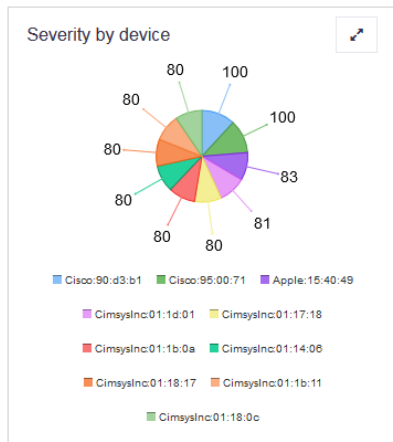 Severity by device
80 100
80 100
80 83
80 81
80 80
Cisco:90:d3:b1 Cisco:95:00:71 Apple:15:40:49
CimsysInc:01:1d:01 CimsysInc:01:17:18
CimsysInc:01:1b:0a CimsysInc:01:14:06
CimsysInc:01:18:17 CimsysInc:01:1b:11
CimsysInc:01:18:0c